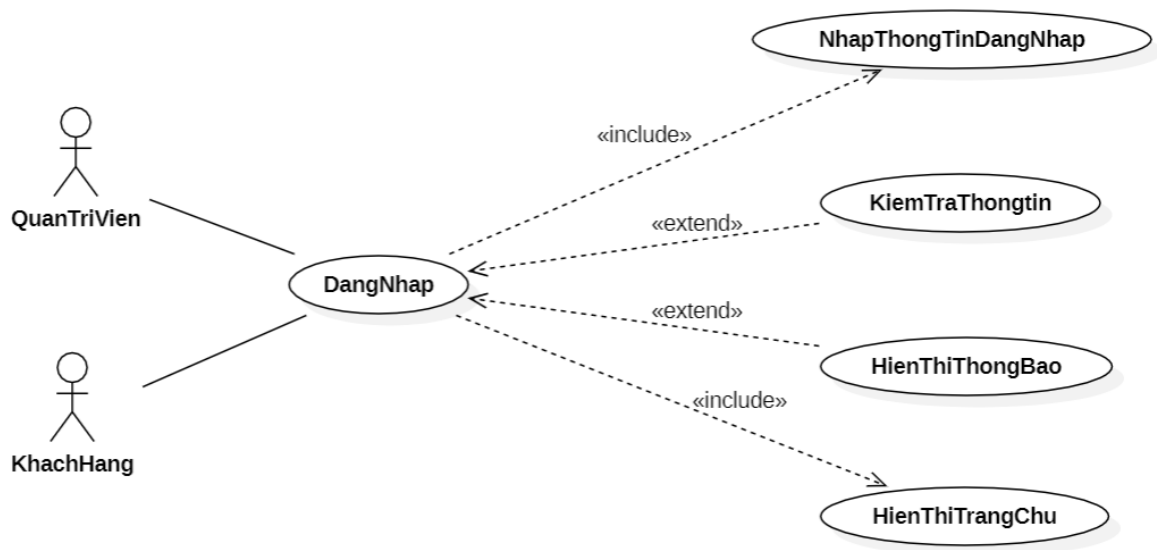 NhapThongTinDangNhap
«include»
QuanTriVien
KiemTraThongtin
«extend»
DangNhap
«extend»
HienThiThongBao
«include»
KhachHang
HienThiTrangChu